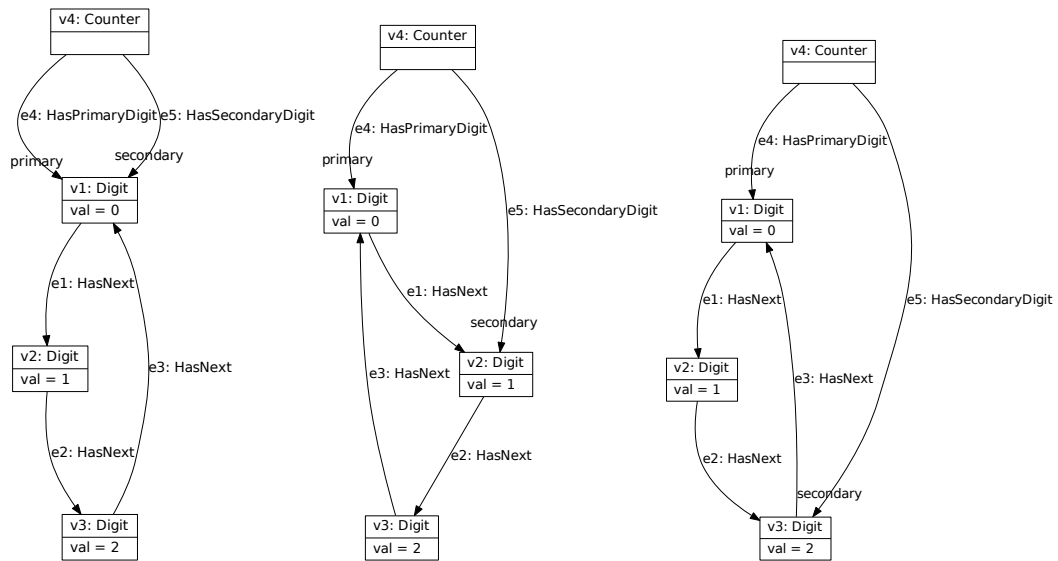 v4: Counter
e4: HasPrimaryDigit
e5: HasSecondaryDigit
primary
secondary
v1: Digit
val = 0
e1: HasNext
v2: Digit
val = 1
e3: HasNext
e2: HasNext
v3: Digit
val = 2
v4: Counter
e4: HasPrimaryDigit
primary
v1: Digit
val = 0
e5: HasSecondaryDigit
e1: HasNext
secondary
v2: Digit
val = 1
e3: HasNext
e2: HasNext
v3: Digit
val = 2
v4: Counter
e4: HasPrimaryDigit
primary
v1: Digit
val = 0
e1: HasNext
e5: HasSecondaryDigit
v2: Digit
val = 1
e3: HasNext
e2: HasNext
secondary
v3: Digit
val = 2